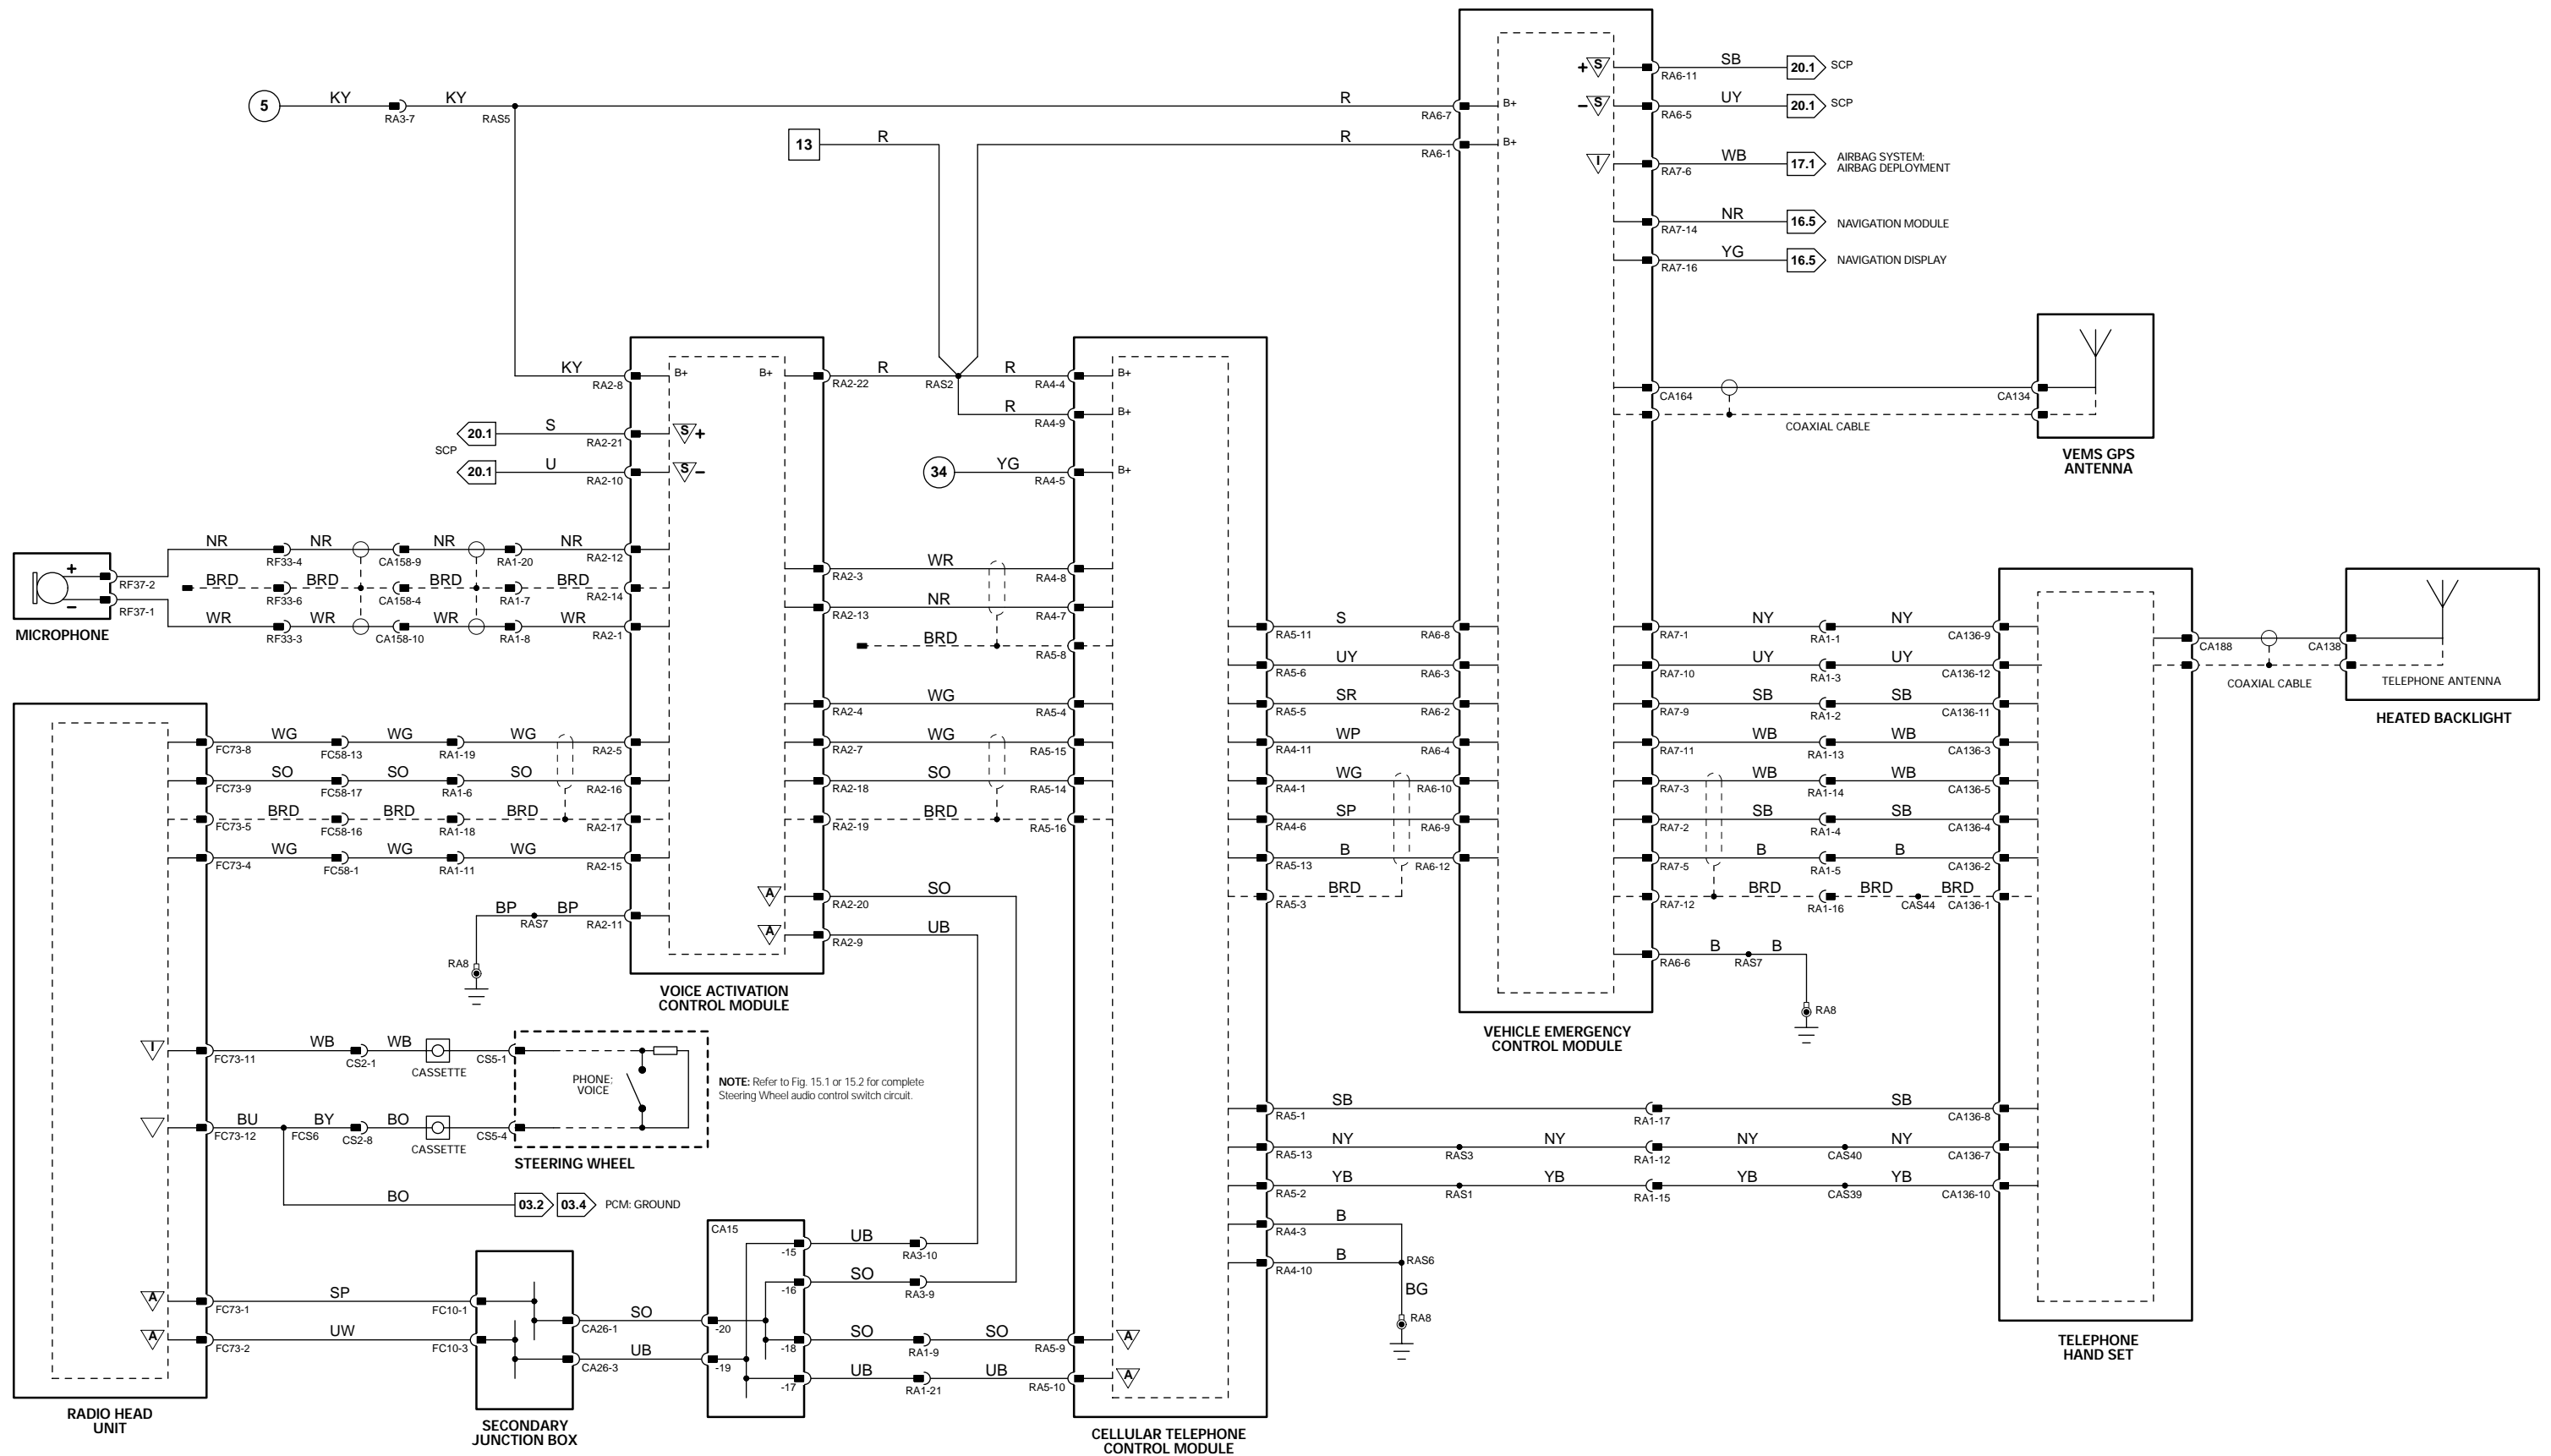 S
SB
RA6-11
20.1
SCP
S
UY
RA6-5
20.1
SCP
5
KY
RA3-7
KY
RAS5
R
RA6-7
B+
13
R
R
RA6-1
B+
I
WB
RA7-6
17.1
AIRBAG SYSTEM:
AIRBAG DEPLOYMENT
NR
RA7-14
16.5
NAVIGATION MODULE
YG
RA7-16
16.5
NAVIGATION DISPLAY
KY
RA2-8
B+
B+
RA2-22
R
RAS2
R
RA4-4
B+
R
RA4-9
B+
CA164
CA134
COAXIAL CABLE
VEMS GPS
ANTENNA
20.1
S
RA2-21
S+
SCP
20.1
U
RA2-10
S–
34
YG
RA4-5
B+
MICROPHONE
+
–
RF37-2
RF37-1
NR
RF33-4
NR
CA158-9
NR
RA1-20
NR
RA2-12
BRD
RF33-6
BRD
CA158-4
BRD
RA1-7
BRD
RA2-14
WR
RF33-3
WR
CA158-10
WR
RA1-8
WR
RA2-1
RA2-3
WR
RA4-8
RA2-13
NR
RA4-7
BRD
RA5-8
RA2-4
WG
RA5-4
RA2-7
WG
RA5-15
RA2-18
SO
RA5-14
RA2-19
BRD
RA5-16
FC73-8
WG
FC58-13
WG
RA1-19
WG
RA2-5
FC73-9
SO
FC58-17
SO
RA1-6
SO
RA2-16
FC73-5
BRD
FC58-16
BRD
RA1-18
BRD
RA2-17
FC73-4
WG
FC58-1
WG
RA1-11
WG
RA2-15
A
RA2-20
SO
A
RA2-9
UB
BP
RAS7
BP
RA2-11
RA8
VOICE ACTIVATION
CONTROL MODULE
RA5-11
S
RA6-8
RA5-6
UY
RA6-3
RA5-5
SR
RA6-2
RA4-11
WP
RA6-4
RA4-1
WG
RA6-10
RA4-6
SP
RA6-9
RA5-13
B
RA6-12
RA5-3
BRD
RA7-1
NY
RA1-1
NY
CA136-9
RA7-10
UY
RA1-3
UY
CA136-12
RA7-9
SB
RA1-2
SB
CA136-11
RA7-11
WB
RA1-13
WB
CA136-3
RA7-3
WB
RA1-14
WB
CA136-5
RA7-2
SB
RA1-4
SB
CA136-4
RA7-5
B
RA1-5
B
CA136-2
RA7-12
BRD
RA1-16
BRD
CAS44
BRD
CA136-1
RA6-6
B
RAS7
B
RA8
VEHICLE EMERGENCY
CONTROL MODULE
CA188
CA138
COAXIAL CABLE
TELEPHONE ANTENNA
HEATED BACKLIGHT
I
FC73-11
WB
CS2-1
WB
CASSETTE
CS5-1
PHONE:
VOICE
NOTE: Refer to Fig. 15.1 or 15.2 for complete
Steering Wheel audio control switch circuit.
FC73-12
BU
FCS6
BY
CS2-8
BO
CASSETTE
CS5-4
STEERING WHEEL
BO
03.2
03.4
PCM: GROUND
RA5-1
SB
RA1-17
SB
CA136-8
RA5-13
NY
RAS3
NY
RA1-12
NY
CAS40
NY
CA136-7
RA5-2
YB
RAS1
YB
RA1-15
YB
CAS39
YB
CA136-10
RA4-3
B
RA4-10
B
RAS6
BG
RA8
TELEPHONE
HAND SET
CA15
-15
UB
RA3-10
-16
SO
RA3-9
A
FC73-1
SP
FC10-1
CA26-1
SO
-20
-18
SO
RA1-9
SO
RA5-9
A
A
FC73-2
UW
FC10-3
CA26-3
UB
-19
-17
UB
RA1-21
UB
RA5-10
A
RADIO HEAD
UNIT
SECONDARY
JUNCTION BOX
CELLULAR TELEPHONE
CONTROL MODULE